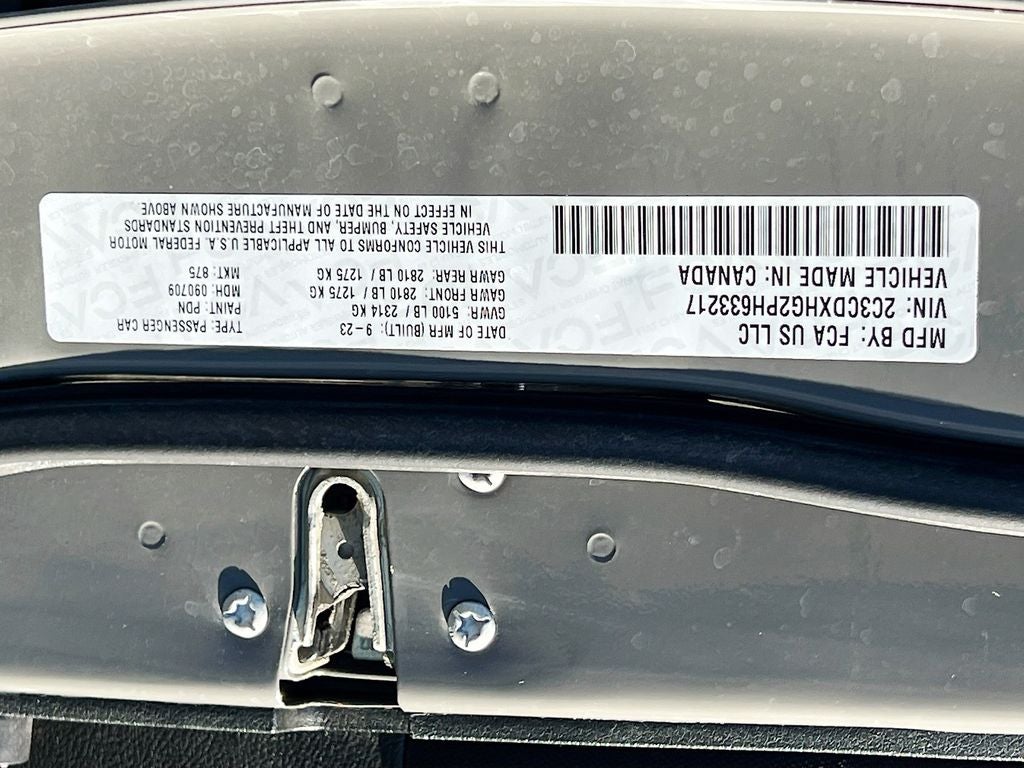 MFD BY: FCA US LLC
VIN: 2C3CDXHG2PH633217
VEHICLE MADE IN: CANADA
DATE OF MFR (BUILT): 9-23
GVWR: 5100 LB / 2314 KG
GAWR FRONT: 2810 LB / 1275 KG
GAWR REAR: 2810 LB / 1275 KG
TYPE: PASSENGER CAR
PAINT: PDN
MDH: 090709
MKT: 875
THIS VEHICLE CONFORMS TO ALL APPLICABLE U.S.A. FEDERAL MOTOR
VEHICLE SAFETY, BUMPER, AND THEFT PREVENTION STANDARDS
IN EFFECT ON THE DATE OF MANUFACTURE SHOWN ABOVE